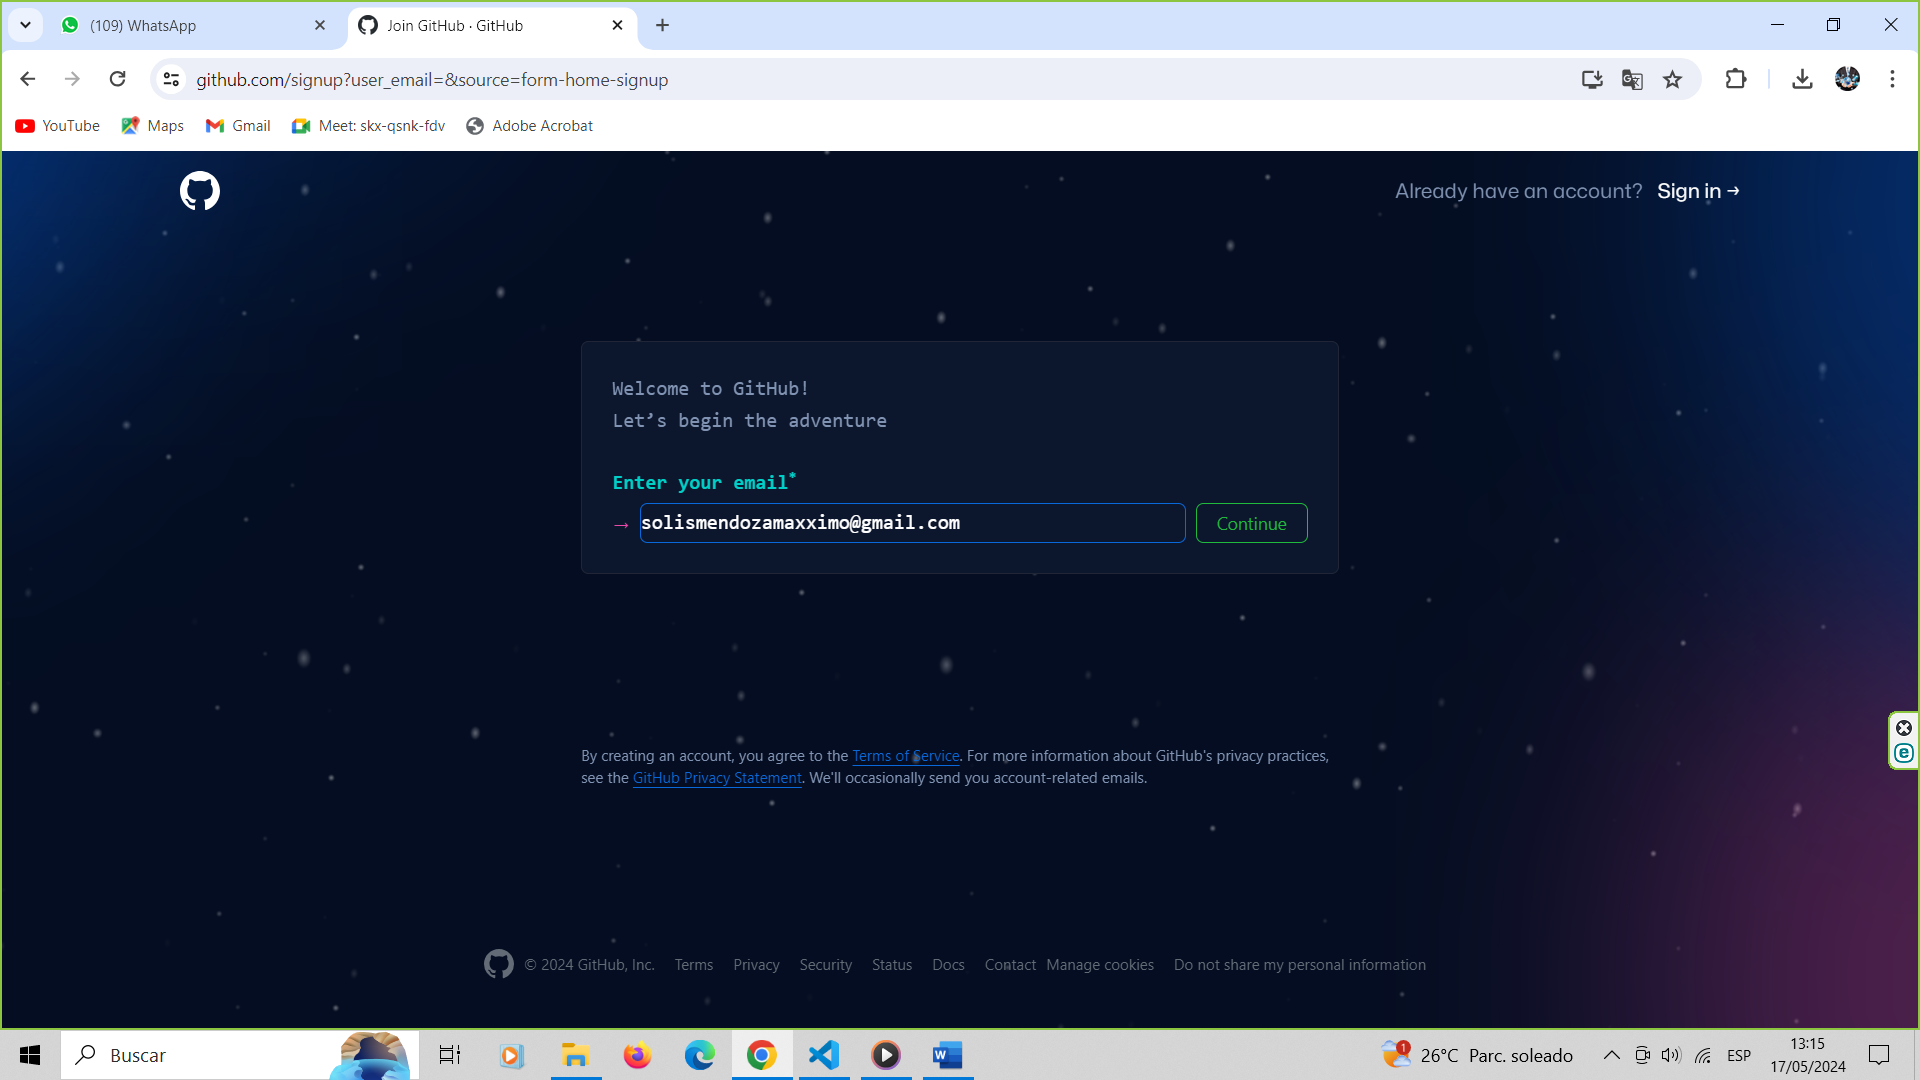 (109) WhatsApp
Join GitHub · GitHub
github.com/signup?user_email=&source=form-home-signup
YouTube
Maps
Gmail
Meet: skx-qsnk-fdv
Adobe Acrobat
Already have an account? Sign in →
Welcome to GitHub!
Let’s begin the adventure
Enter your email*
→ solismendozamaxximo@gmail.com
Continue
By creating an account, you agree to the Terms of Service. For more information about GitHub's privacy practices,
see the GitHub Privacy Statement. We'll occasionally send you account-related emails.
© 2024 GitHub, Inc. Terms Privacy Security Status Docs Contact Manage cookies Do not share my personal information
Buscar
1
26°C Parc. soleado
ESP
13:15
17/05/2024